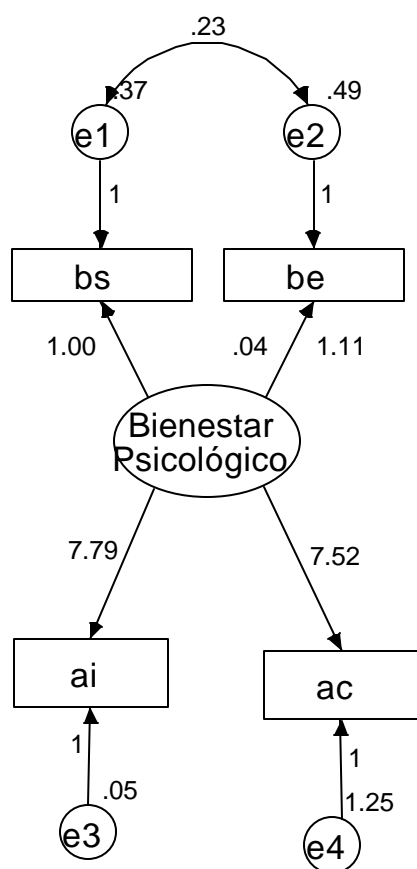 .23
.37
.49
e1
e2
1
1
bs
be
1.00
.04
1.11
Bienestar
Psicológico
7.79
7.52
ai
ac
1
1
.05
1.25
e3
e4